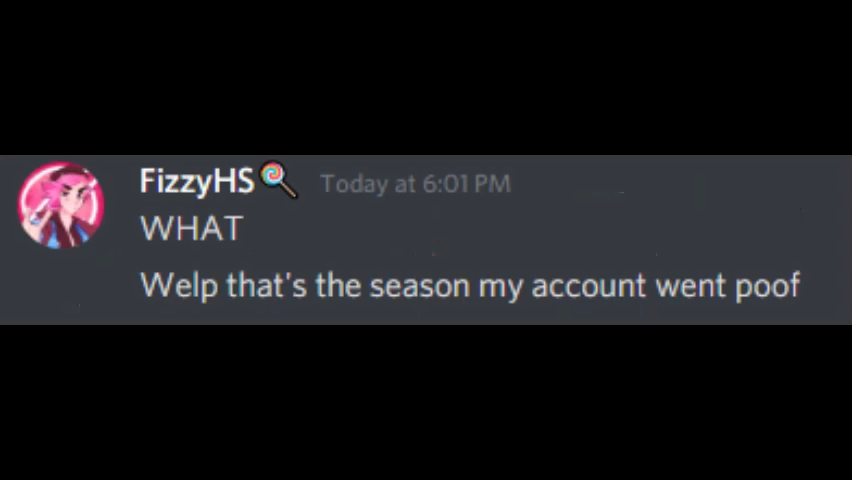 FizzyHS🍭 Today at 6:01 PM
WHAT
Welp that's the season my account went poof